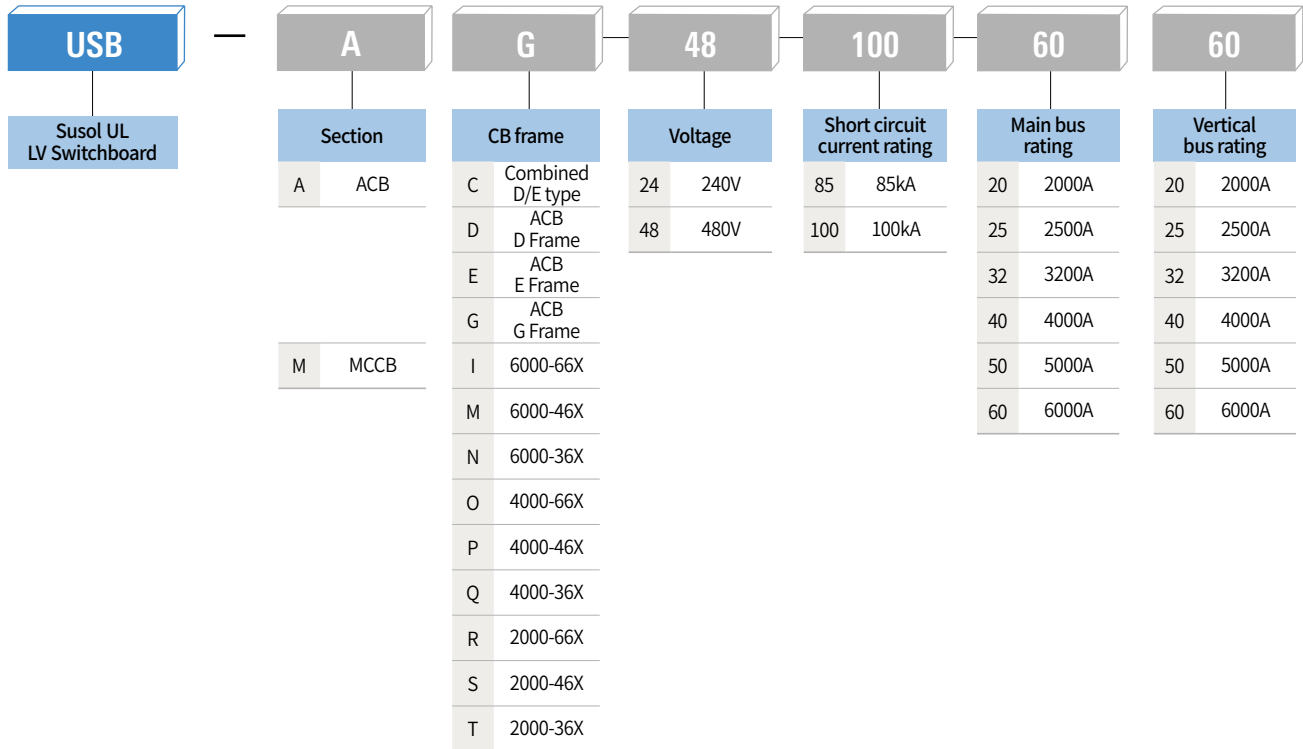 USB — A G 48 100 60 60
Susol UL
LV Switchboard
Section
CB frame
Voltage
Short circuit
current rating
Main bus
rating
Vertical
bus rating
A ACB
C Combined
D/E type
24 240V
85 85kA
20 2000A
20 2000A
D ACB
D Frame
48 480V
100 100kA
25 2500A
25 2500A
E ACB
E Frame
32 3200A
32 3200A
G ACB
G Frame
40 4000A
40 4000A
M MCCB
I 6000-66X
50 5000A
50 5000A
M 6000-46X
60 6000A
60 6000A
N 6000-36X
O 4000-66X
P 4000-46X
Q 4000-36X
R 2000-66X
S 2000-46X
T 2000-36X